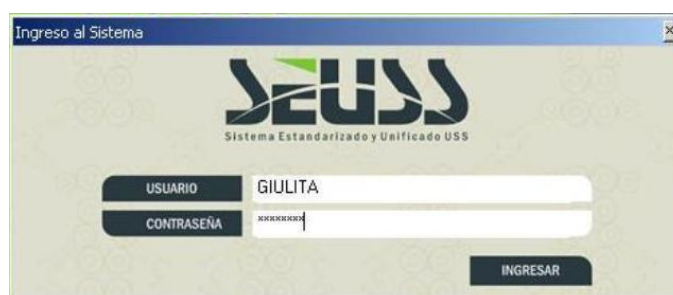 Ingreso al Sistema
SEUSS
Sistema Estandarizado y Unificado USS
USUARIO GIULITA
CONTRASEÑA ********
INGRESAR